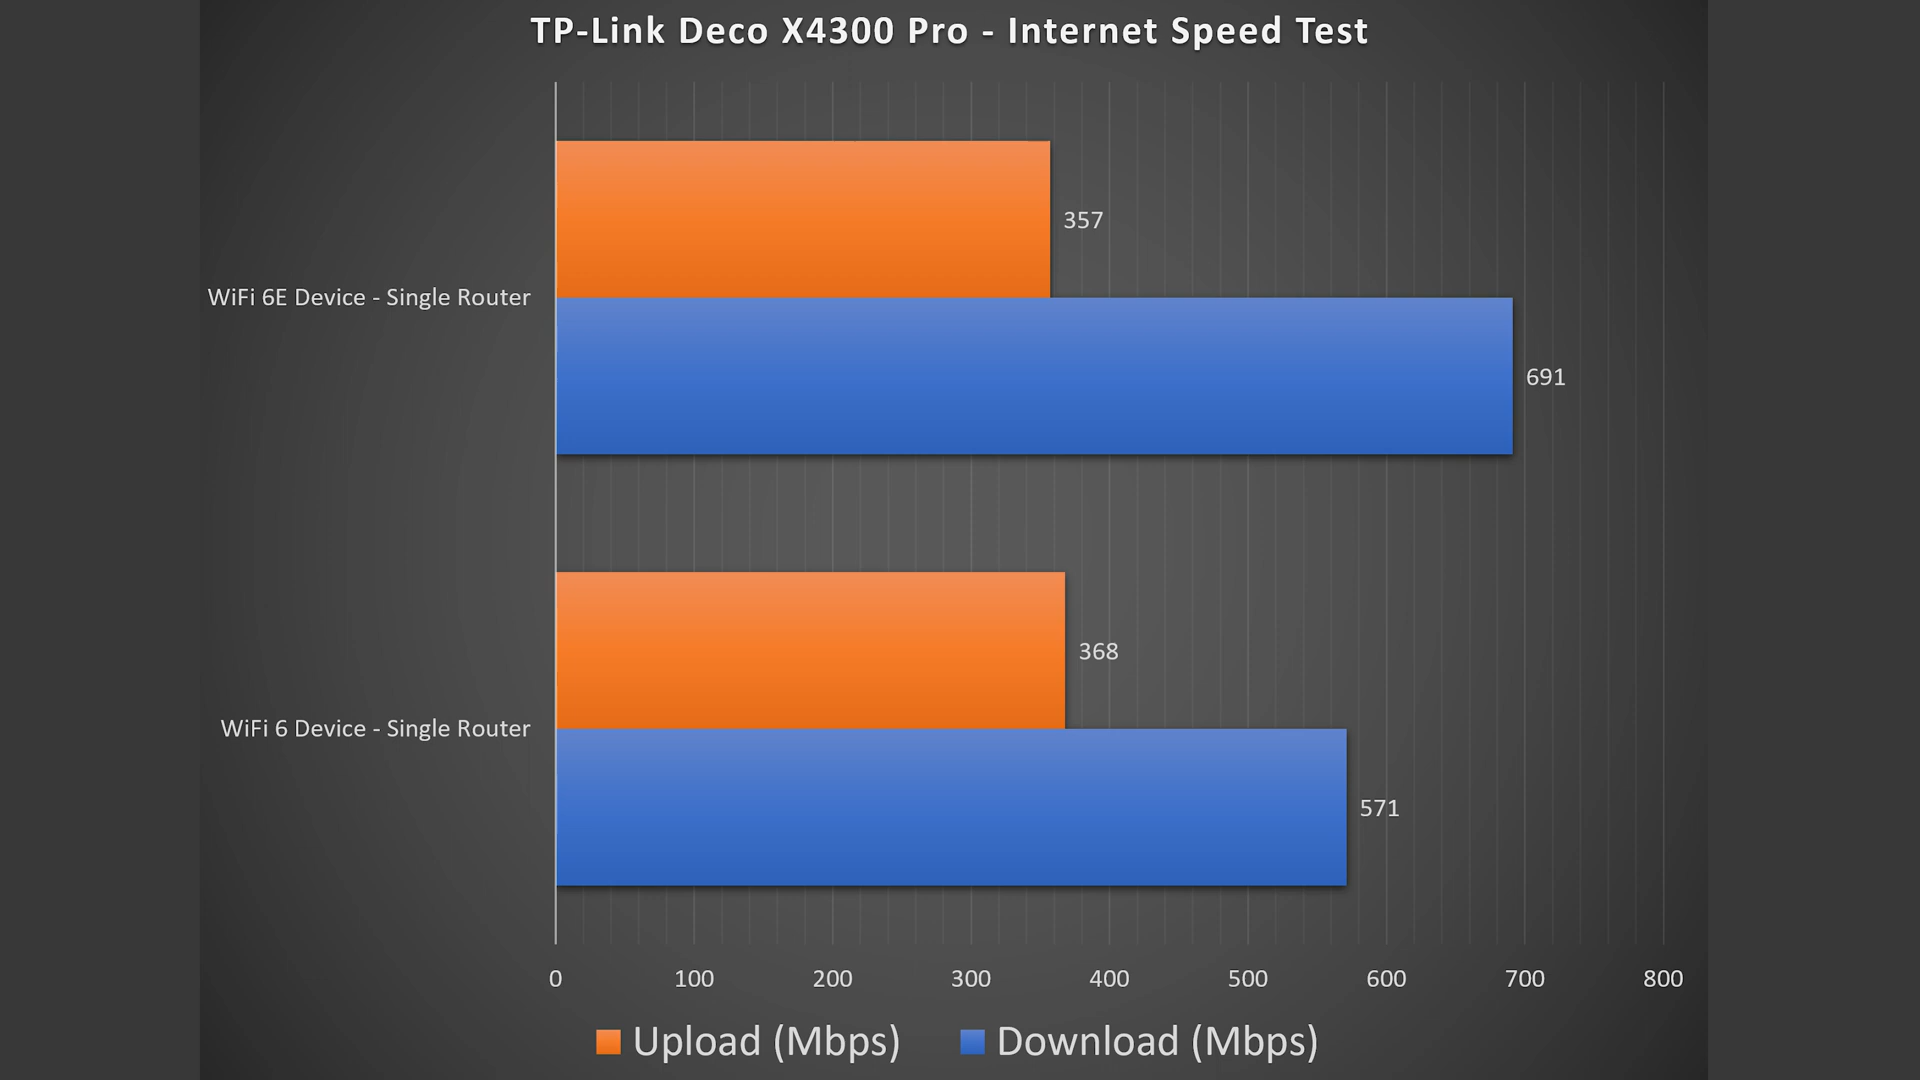 TP-Link Deco X4300 Pro - Internet Speed Test
357
WiFi 6E Device - Single Router
691
368
WiFi 6 Device - Single Router
571
0 100 200 300 400 500 600 700 800
Upload (Mbps) Download (Mbps)